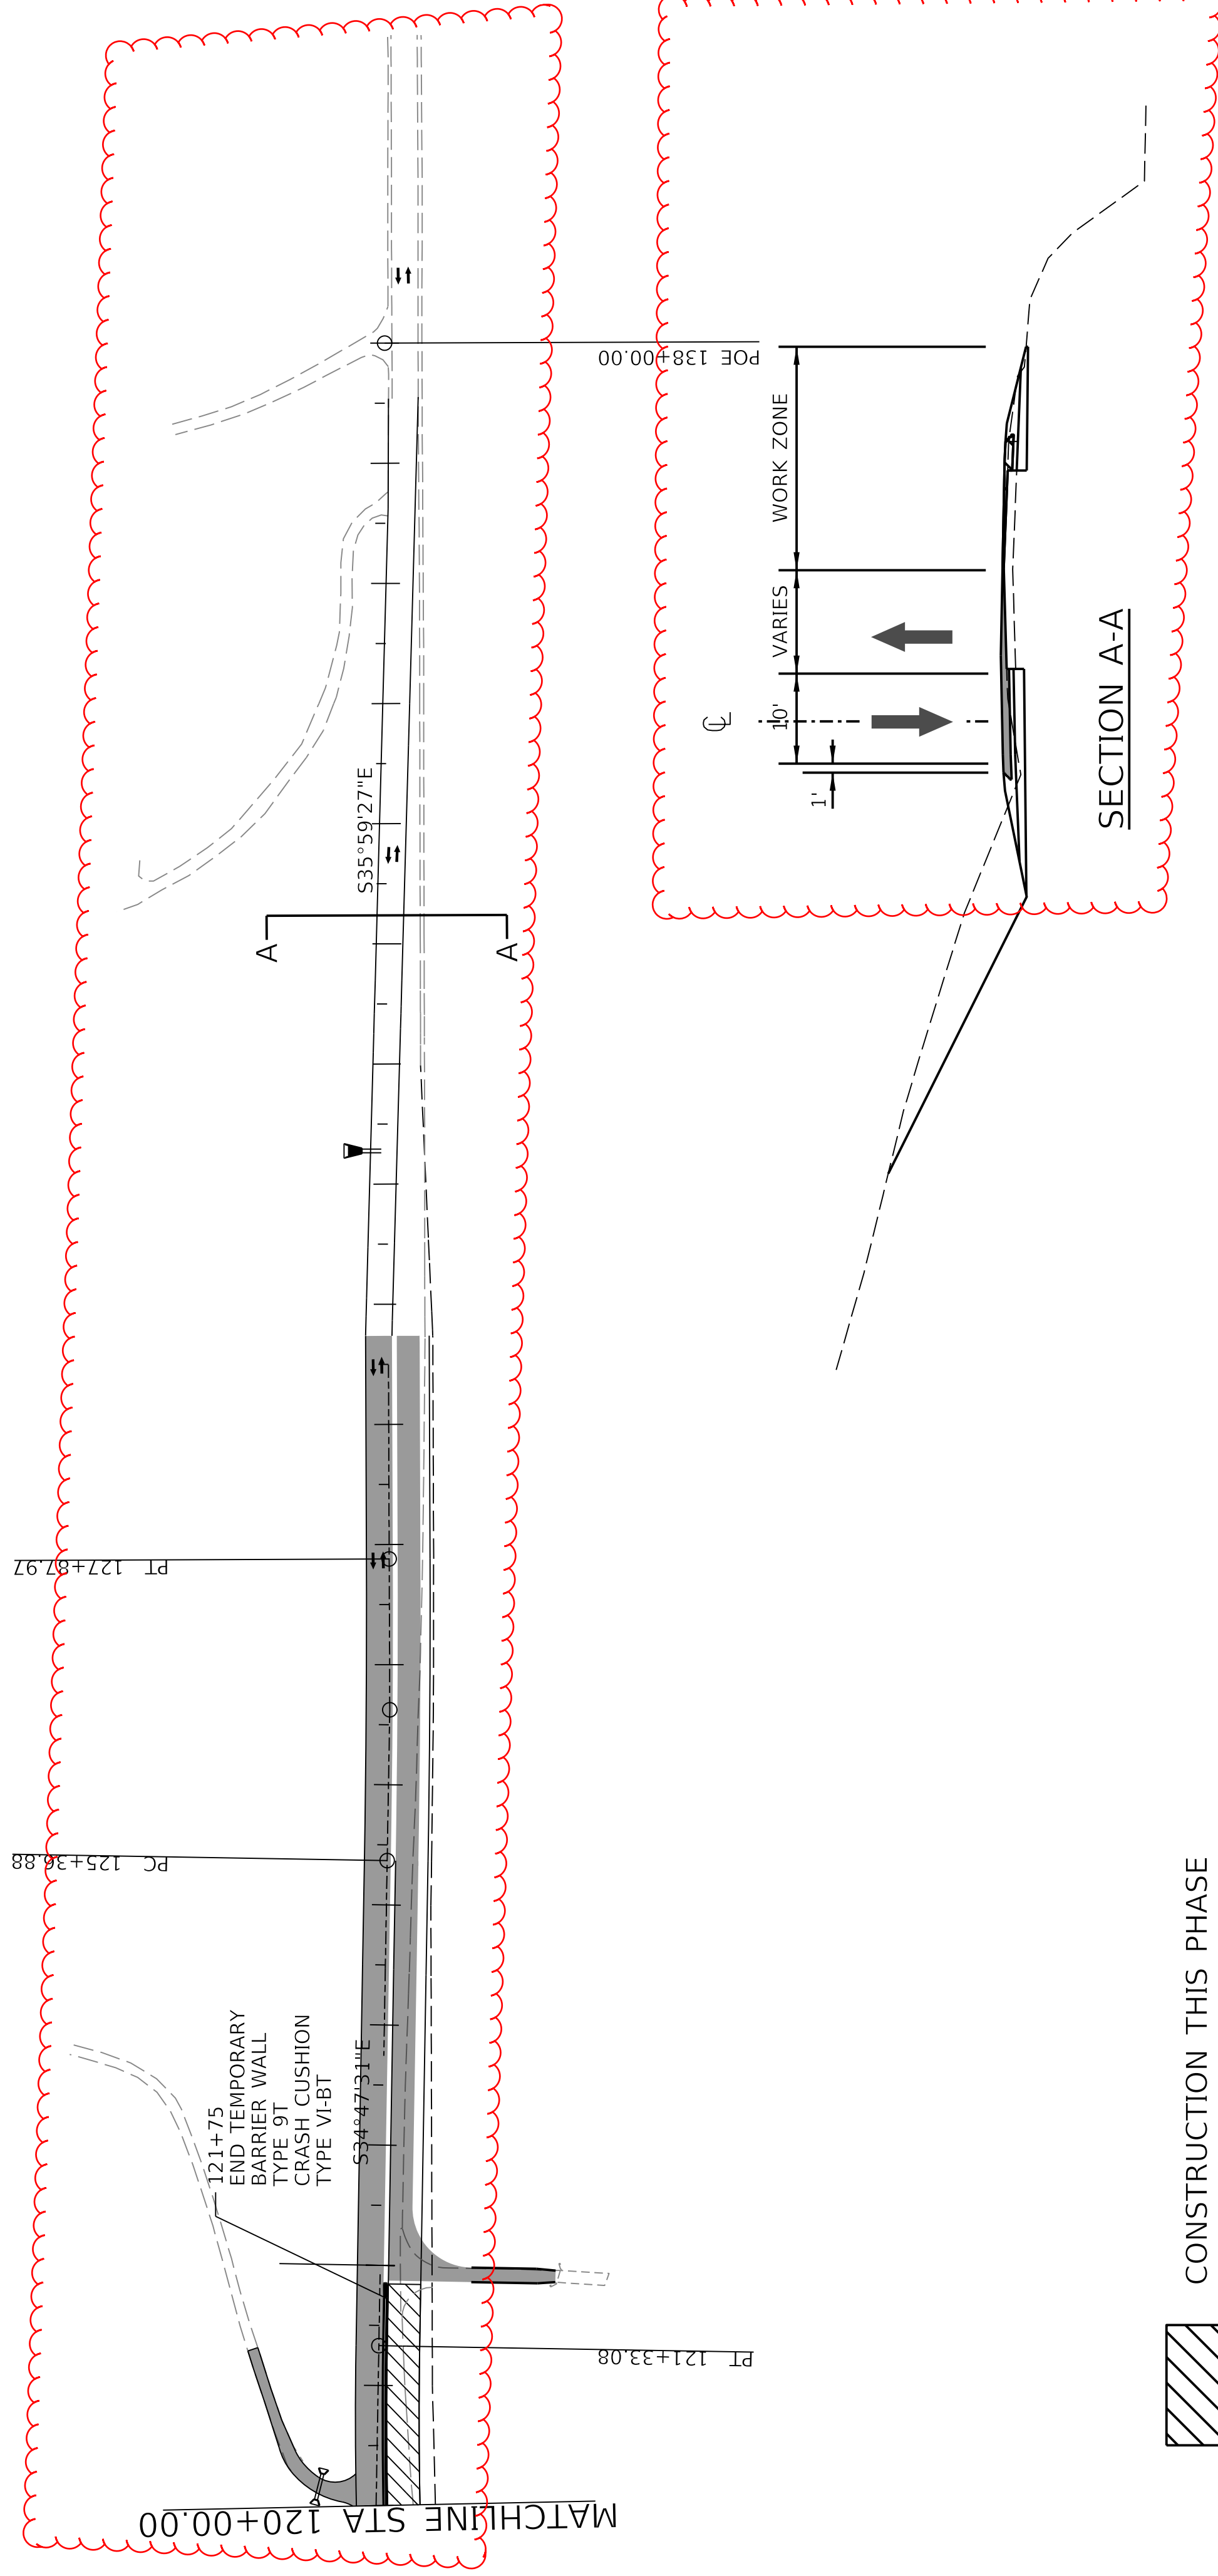 POE 138+00.00
WORK ZONE
VARIES
10'
1'
SECTION A-A
S35°59'27"E
A
A
PT 127+87.97
PC 125+36.88
121+75
END TEMPORARY
BARRIER WALL
TYPE 9T
CRASH CUSHION
TYPE VI-BT
S34°47'31"E
PT 121+33.08
MATCHLINE STA 120+00.00
CONSTRUCTION THIS PHASE